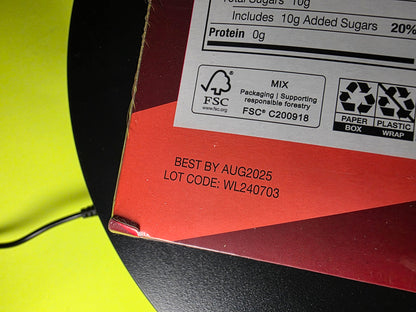 Total Sugars 10g
Includes 10g Added Sugars 20%
Protein 0g
FSC
www.fsc.org
MIX
Packaging | Supporting
responsible forestry
FSC® C200918
PAPER
BOX
PLASTIC
WRAP
BEST BY AUG2025
LOT CODE: WL240703